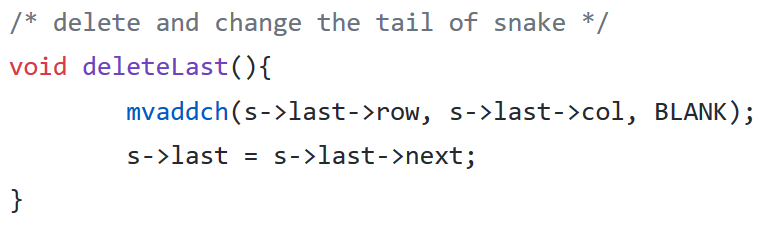 /* delete and change the tail of snake */
void deleteLast(){
        mvaddch(s->last->row, s->last->col, BLANK);
        s->last = s->last->next;
}